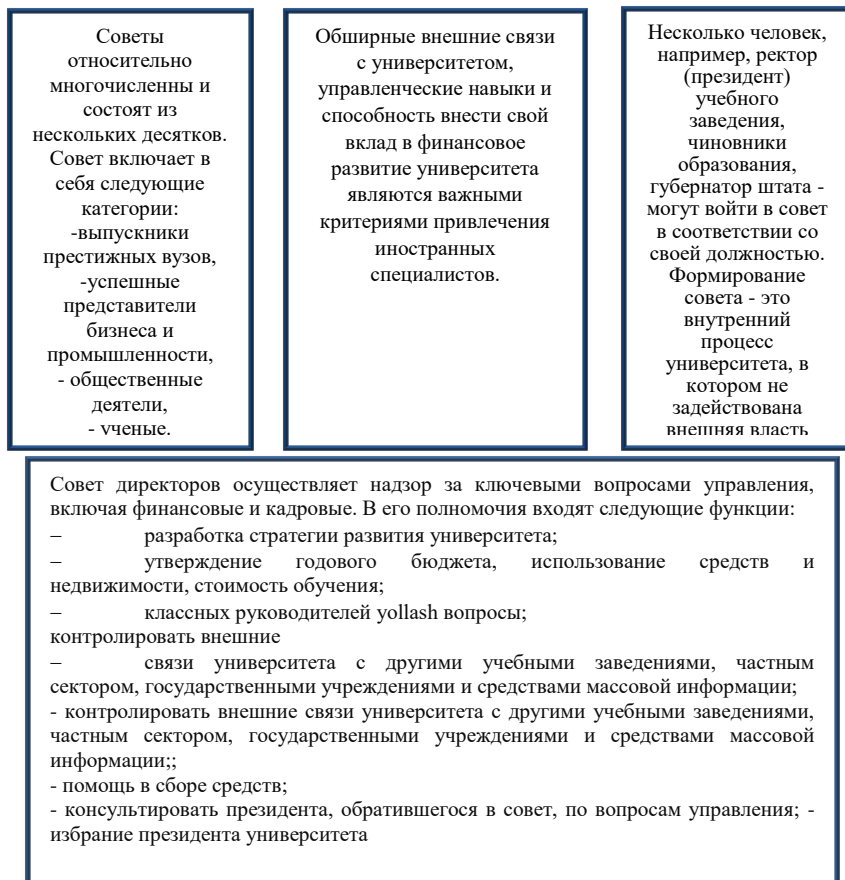 Советы
относительно
многочисленны и
состоят из
нескольких десятков.
Совет включает в
себя следующие
категории:
-выпускники
престижных вузов,
-успешные
представители
бизнеса и
промышленности,
- общественные
деятели,
- ученые.
Обширные внешние связи
с университетом,
управленческие навыки и
способность внести свой
вклад в финансовое
развитие университета
являются важными
критериями привлечения
иностранных
специалистов.
Несколько человек,
например, ректор
(президент)
учебного
заведения,
чиновники
образования,
губернатор штата -
могут войти в совет
в соответствии со
своей должностью.
Формирование
совета - это
внутренний
процесс
университета, в
котором не
задействована
внешняя власть
Совет директоров осуществляет надзор за ключевыми вопросами управления,
включая финансовые и кадровые. В его полномочия входят следующие функции:
– разработка стратегии развития университета;
– утверждение годового бюджета, использование средств и
недвижимости, стоимость обучения;
– классных руководителей yollash вопросы;
контролировать внешние
– связи университета с другими учебными заведениями, частным
сектором, государственными учреждениями и средствами массовой информации;
- контролировать внешние связи университета с другими учебными заведениями,
частным сектором, государственными учреждениями и средствами массовой
информации;;
- помощь в сборе средств;
- консультировать президента, обратившегося в совет, по вопросам управления; -
избрание президента университета